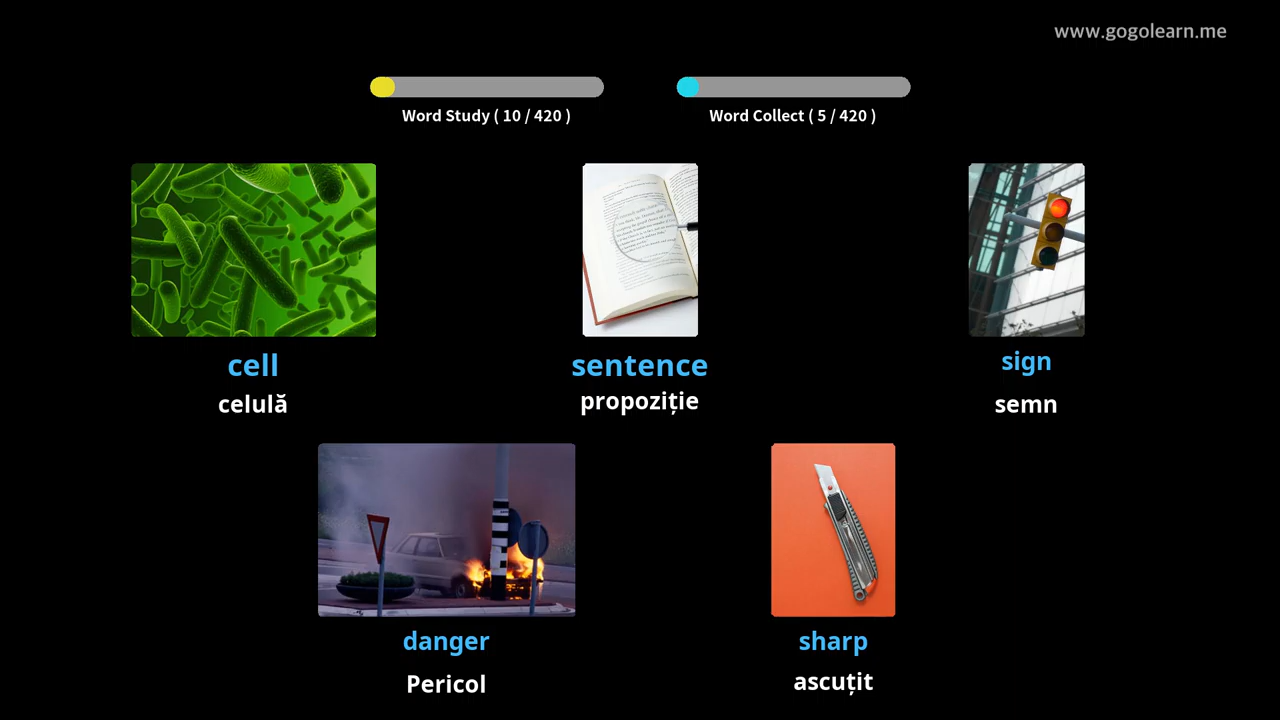 www.gogolearn.me
Word Study ( 10 / 420 )
Word Collect ( 5 / 420 )
cell
celulă
sentence
propoziție
sign
semn
danger
Pericol
sharp
ascuțit